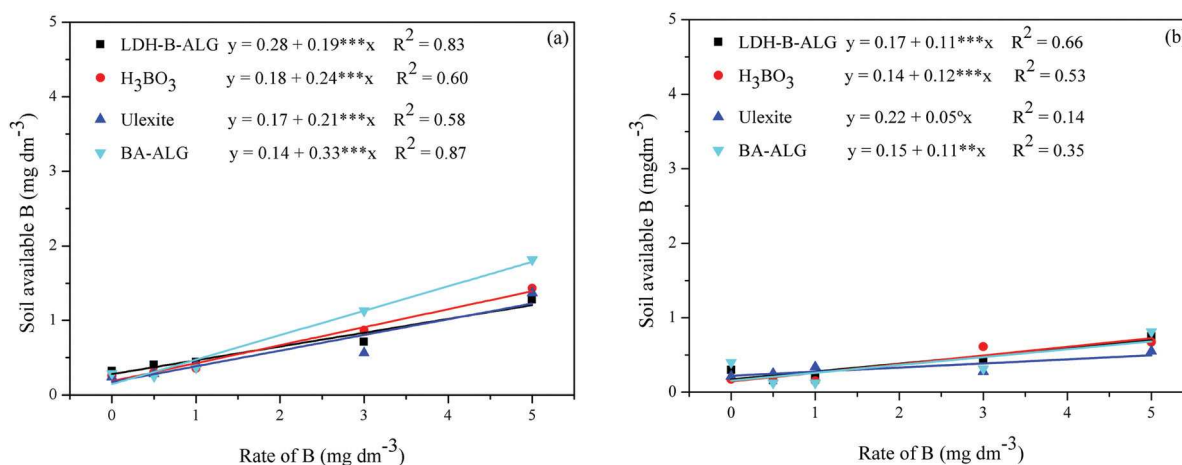 (a)
LDH-B-ALG y = 0.28 + 0.19***x R² = 0.83
H₃BO₃ y = 0.18 + 0.24***x R² = 0.60
Ulexite y = 0.17 + 0.21***x R² = 0.58
BA-ALG y = 0.14 + 0.33***x R² = 0.87
Soil available B (mg dm⁻³)
5
4
3
2
1
0
0 1 2 3 4 5
Rate of B (mg dm⁻³)
(b)
LDH-B-ALG y = 0.17 + 0.11***x R² = 0.66
H₃BO₃ y = 0.14 + 0.12***x R² = 0.53
Ulexite y = 0.22 + 0.05ºx R² = 0.14
BA-ALG y = 0.15 + 0.11**x R² = 0.35
Soil available B (mgdm⁻³)
5
4
3
2
1
0
0 1 2 3 4 5
Rate of B (mg dm⁻³)